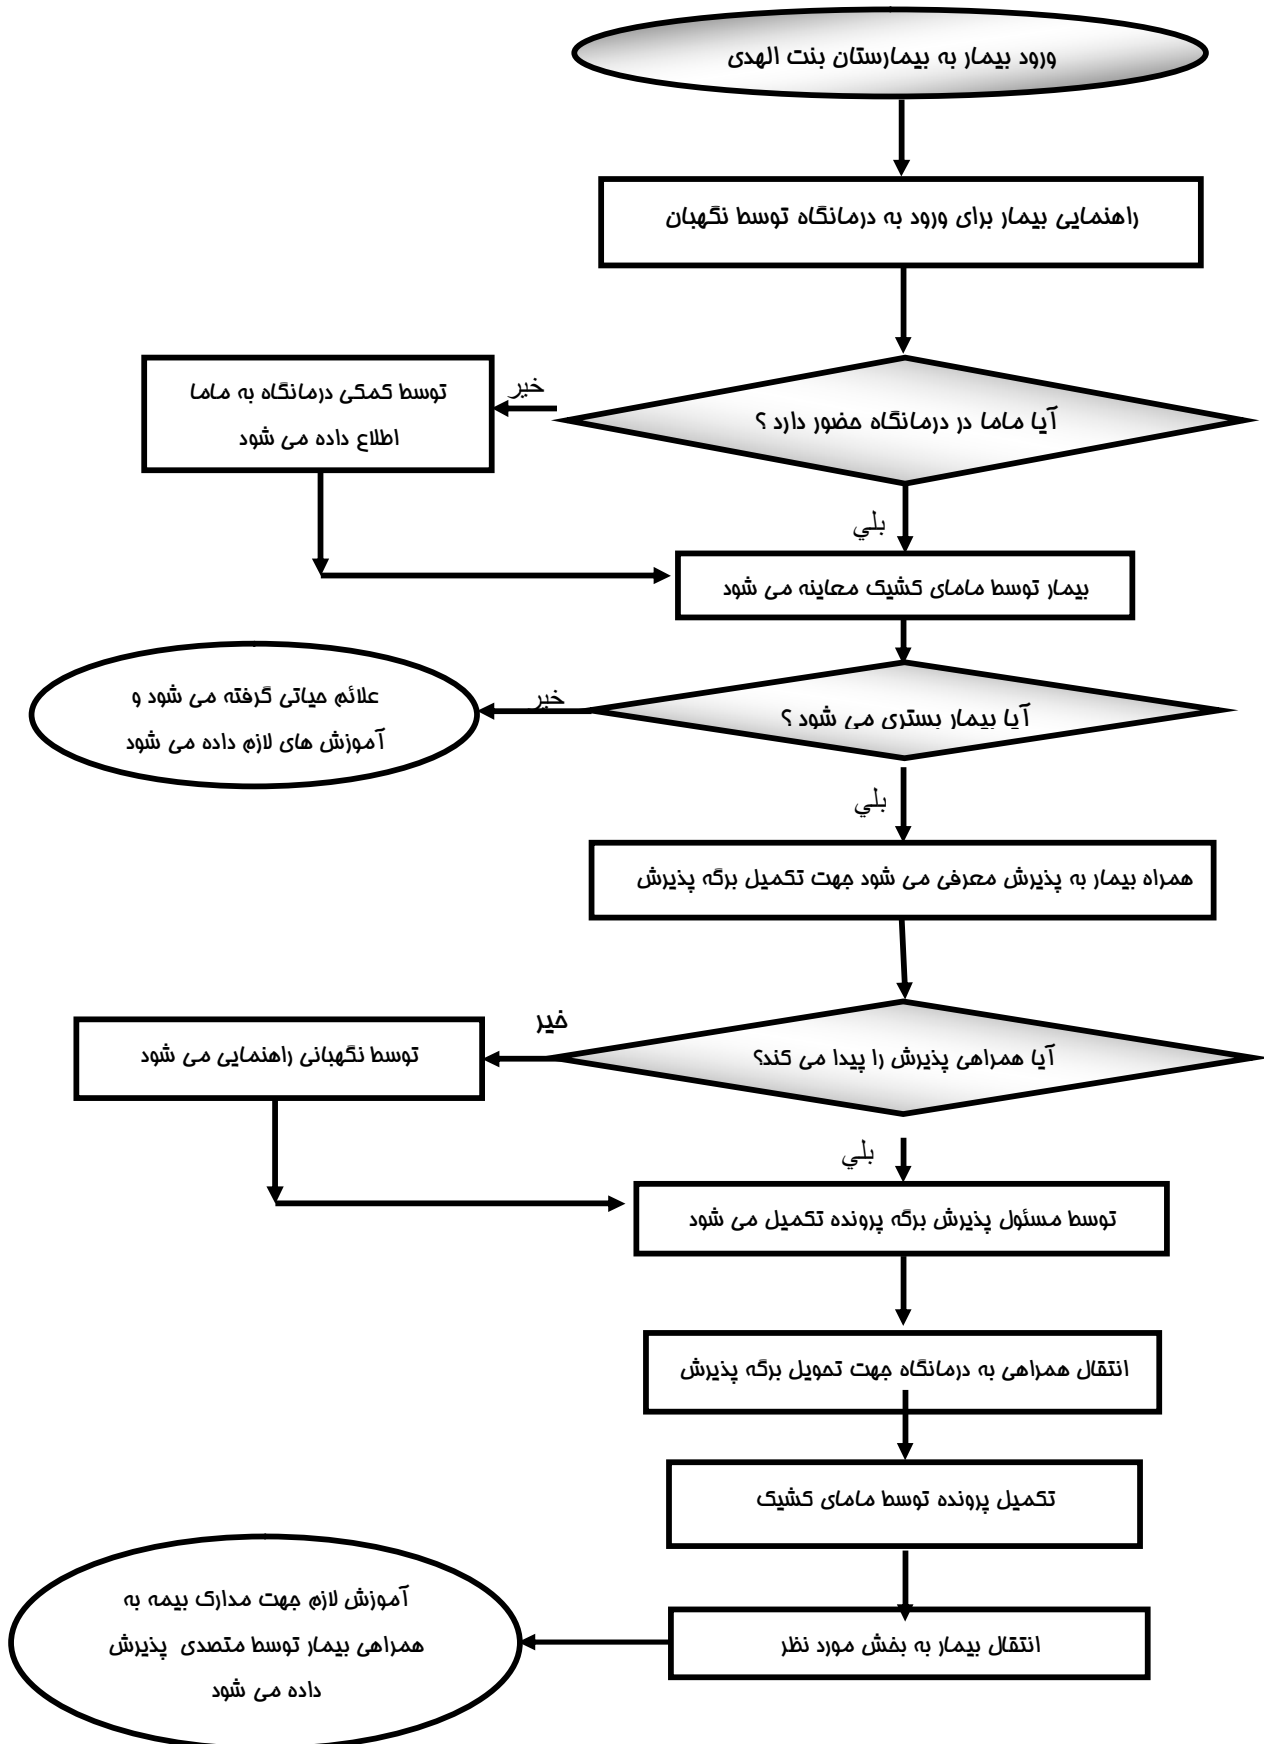 ورود بیمار به بیمارستان بنت الهدی
راهنمایی بیمار برای ورود به درمانگاه توسط نگهبان
آیا ماما در درمانگاه حضور دارد ؟
خیر
توسط کمکی درمانگاه به ماما
اطلاع داده می شود
بلي
بیمار توسط مامای کشیک معاینه می شود
آیا بیمار بستری می شود ؟
خیر
علائم حیاتی گرفته می شود و
آموزش های لازم داده می شود
بلي
همراه بیمار به پذیرش معرفی می شود جهت تکمیل برگه پذیرش
آیا همراهی پذیرش را پیدا می کند؟
خیر
توسط نگهبانی راهنمایی می شود
بلي
توسط مسئول پذیرش برگه پرونده تکمیل می شود
انتقال همراهی به درمانگاه جهت تحویل برگه پذیرش
تکمیل پرونده توسط مامای کشیک
انتقال بیمار به بخش مورد نظر
آموزش لازم جهت مدارک بیمه به
همراهی بیمار توسط متصدی پذیرش
داده می شود